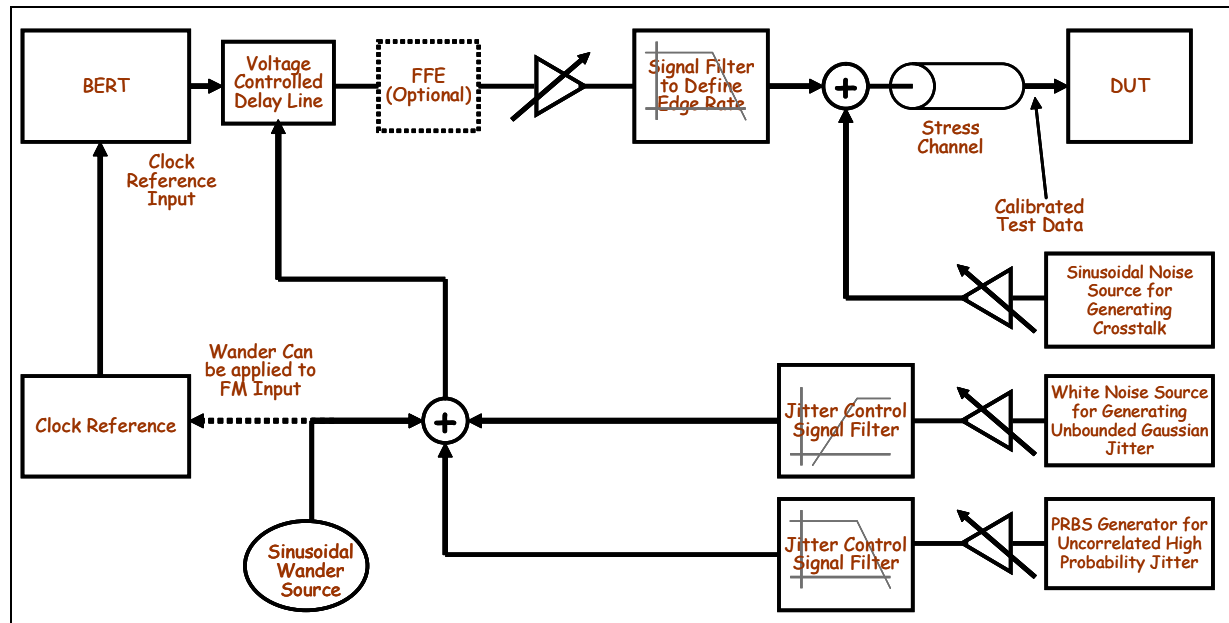 BERT
Voltage
Controlled
Delay Line
FFE
(Optional)
Signal Filter
to Define
Edge Rate
+
Stress
Channel
DUT
Clock
Reference
Input
Calibrated
Test Data
Sinusoidal Noise
Source for
Generating
Crosstalk
Wander Can
be applied to
FM Input
Clock Reference
+
Jitter Control
Signal Filter
White Noise Source
for Generating
Unbounded Gaussian
Jitter
Sinusoidal
Wander
Source
Jitter Control
Signal Filter
PRBS Generator for
Uncorrelated High
Probability Jitter